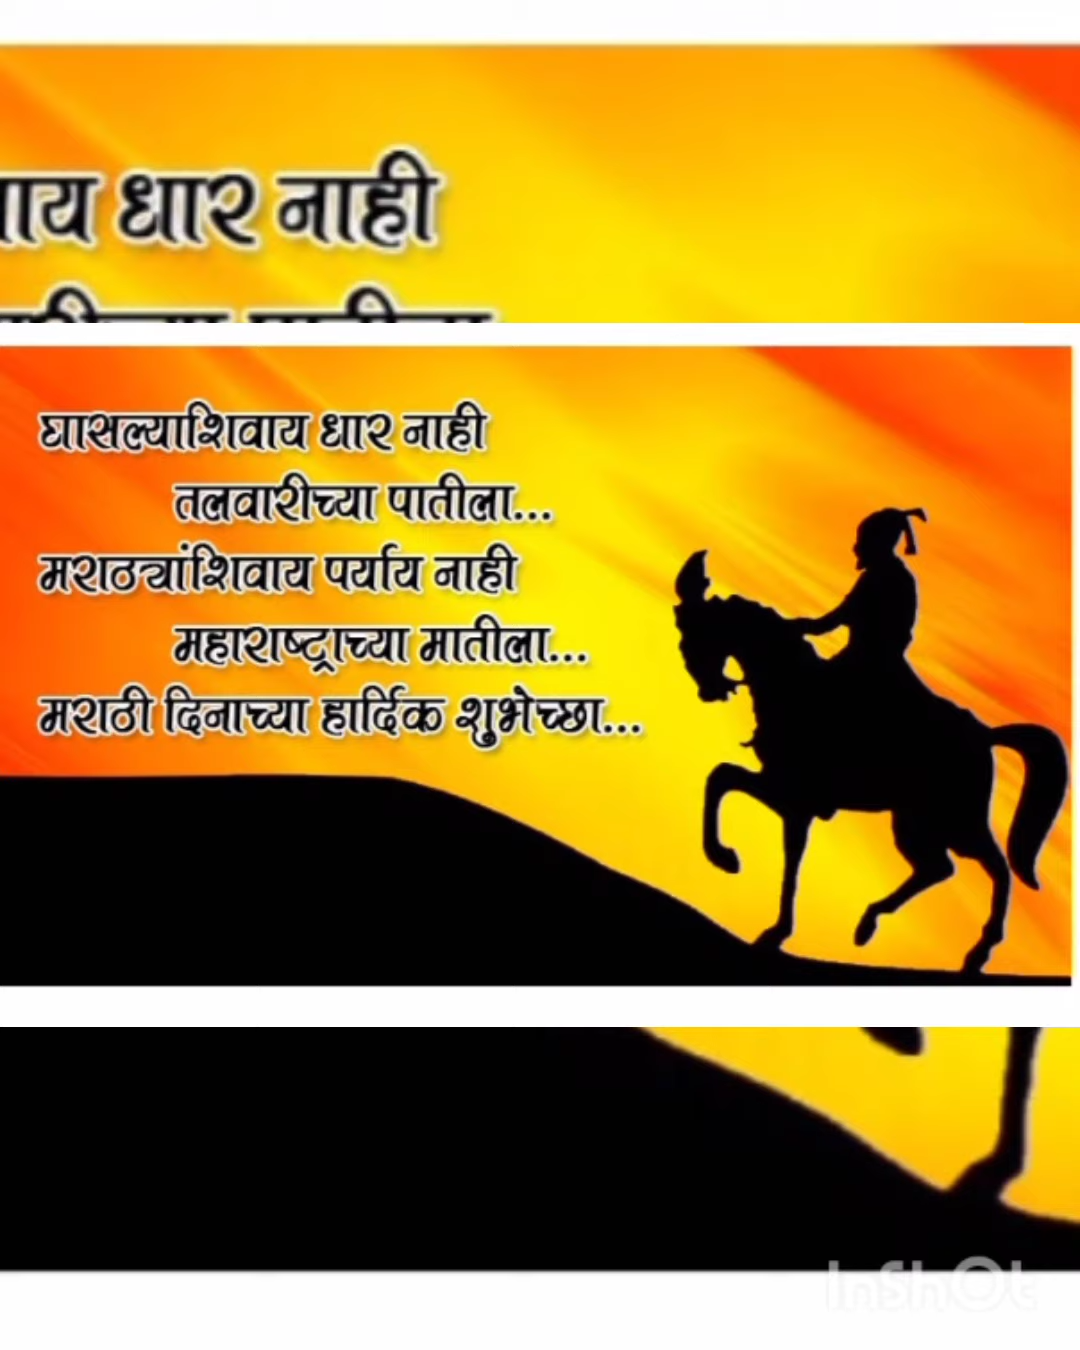 धार नाही
घासल्याशिवाय धार नाही
तलवारीच्या पातीला...
मराठ्यांशिवाय पर्याय नाही
महाराष्ट्राच्या मातीला...
मराठी दिनाच्या हार्दिक शुभेच्छा...
InShOt